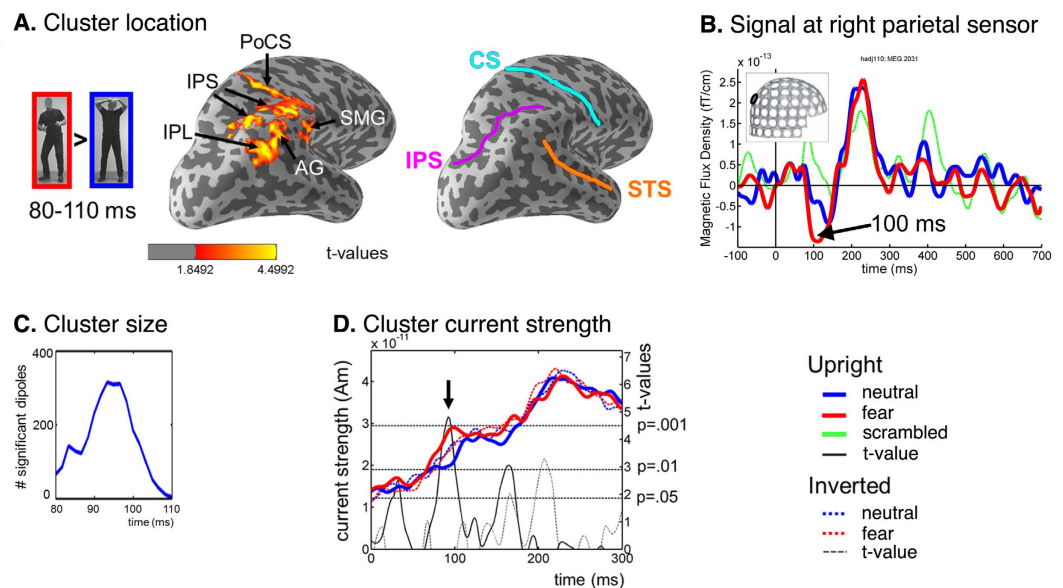 A. Cluster location
PoCS
IPS
IPL
SMG
AG
>
80-110 ms
1.8492
4.4992
t-values
CS
IPS
STS
B. Signal at right parietal sensor
x 10⁻¹³
hadj110; MEG 2031
Magnetic Flux Density (fT/cm)
2.5
2
1.5
1
0.5
0
-0.5
-1
100 ms
-100 0 100 200 300 400 500 600 700
time (ms)
C. Cluster size
# significant dipoles
400
200
0
80 90 100 110
time (ms)
D. Cluster current strength
x 10⁻¹¹
current strength (Am)
4
3
2
1
0
t-values
7
6
5
4
3
2
1
0
p=.001
p=.01
p=.05
0 100 200 300
time (ms)
Upright
neutral
fear
scrambled
t-value
Inverted
neutral
fear
t-value